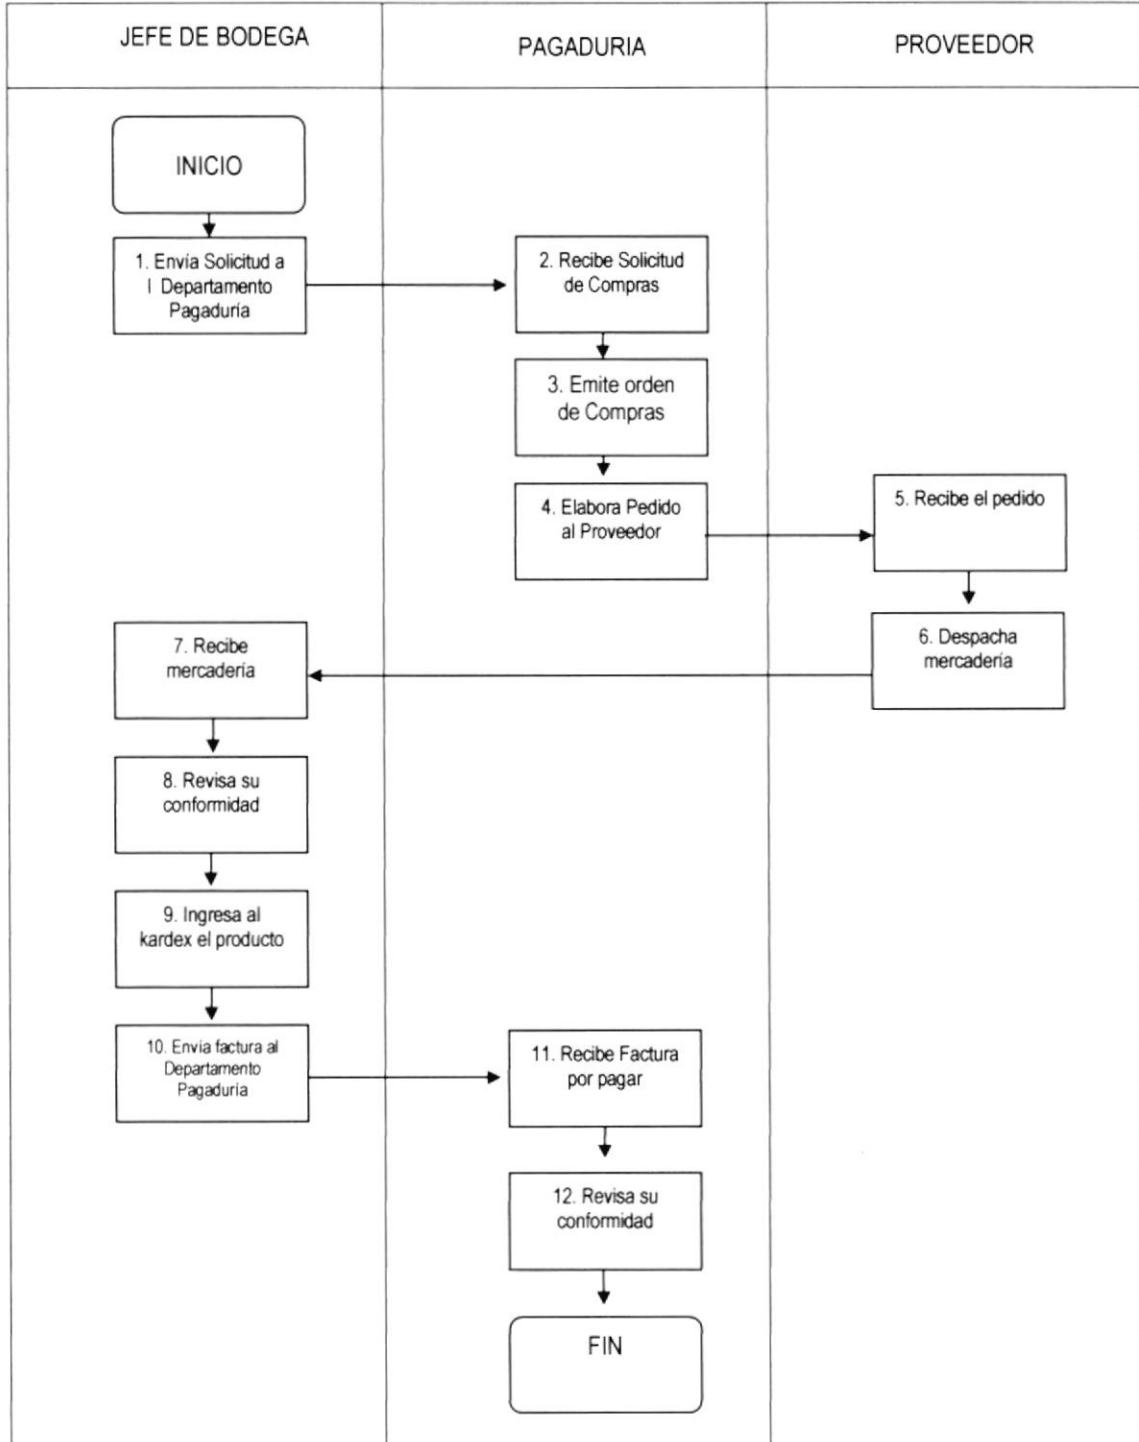 JEFE DE BODEGA
PAGADURIA
PROVEEDOR
INICIO
1. Envía Solicitud a
l Departamento
Pagaduría
2. Recibe Solicitud
de Compras
3. Emite orden
de Compras
4. Elabora Pedido
al Proveedor
5. Recibe el pedido
6. Despacha
mercadería
7. Recibe
mercadería
8. Revisa su
conformidad
9. Ingresa al
kardex el producto
10. Envía factura al
Departamento
Pagaduría
11. Recibe Factura
por pagar
12. Revisa su
conformidad
FIN